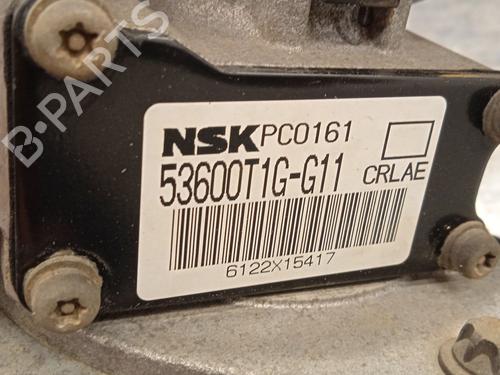 B-PARTS
NSK PC0161
53600T1G-G11 CRLAE
6122X15417